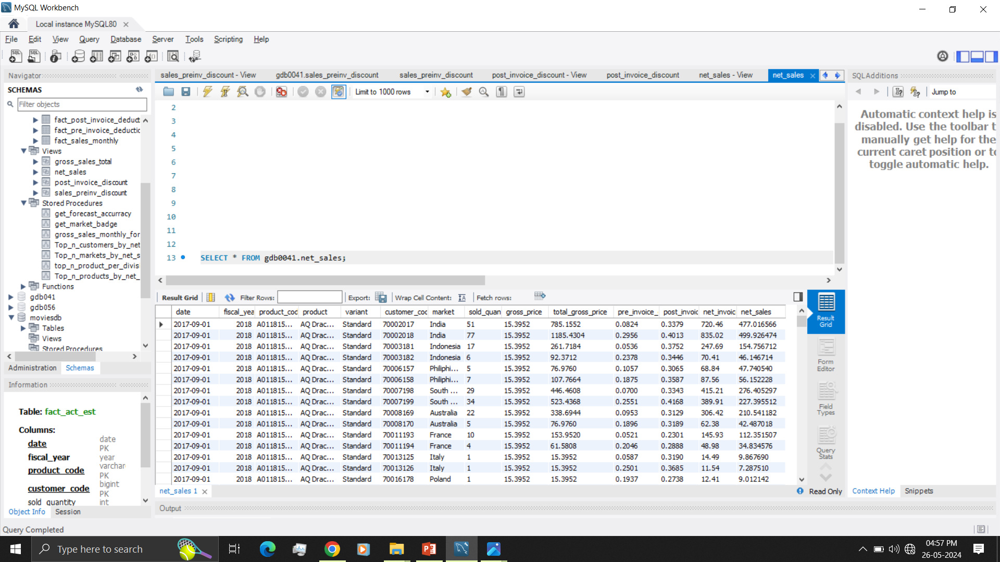 MySQL Workbench
Local instance MySQL80
File Edit View Query Database Server Tools Scripting Help
Navigator
SCHEMAS
Filter objects
fact_post_invoice_deduct
fact_pre_invoice_deductic
fact_sales_monthly
Views
gross_sales_total
net_sales
post_invoice_discount
sales_preinv_discount
Stored Procedures
get_forecast_accurracy
get_market_badge
gross_sales_monthly_for
Top_n_customers_by_net
Top_n_markets_by_net_s
top_n_product_per_divisi
Top_n_products_by_net_
Functions
gdb041
gdb056
moviesdb
Tables
Views
Stored Procedures
Administration Schemas
Information
Table: fact_act_est
Columns:
date date PK
fiscal_year year
product_code varchar PK
customer_code bigint PK
sold_quantity int
Object Info Session
Query Completed
sales_preinv_discount - View gdb0041.sales_preinv_discount sales_preinv_discount post_invoice_discount - View post_invoice_discount net_sales - View net_sales
Limit to 1000 rows
2
3
4
5
6
7
8
9
10
11
12
13 SELECT * FROM gdb0041.net_sales;
Result Grid Filter Rows: Export: Wrap Cell Content: Fetch rows:
date fiscal_yea product_cod product variant customer_coc market sold_quan gross_price total_gross_price pre_invoice_ post_invoic net_invoic net_sales
2017-09-01 2018 A011815... AQ Drac... Standard 70002017 India 51 15.3952 785.1552 0.0824 0.3379 720.46 477.016566
2017-09-01 2018 A011815... AQ Drac... Standard 70002018 India 77 15.3952 1185.4304 0.2956 0.4013 835.02 499.926474
2017-09-01 2018 A011815... AQ Drac... Standard 70003181 Indonesia 17 15.3952 261.7184 0.0536 0.3752 247.69 154.756712
2017-09-01 2018 A011815... AQ Drac... Standard 70003182 Indonesia 6 15.3952 92.3712 0.2378 0.3446 70.41 46.146714
2017-09-01 2018 A011815... AQ Drac... Standard 70006157 Philiphi... 5 15.3952 76.9760 0.1057 0.3065 68.84 47.740540
2017-09-01 2018 A011815... AQ Drac... Standard 70006158 Philiphi... 7 15.3952 107.7664 0.1875 0.3587 87.56 56.152228
2017-09-01 2018 A011815... AQ Drac... Standard 70007198 South ... 29 15.3952 446.4608 0.0700 0.3343 415.21 276.405297
2017-09-01 2018 A011815... AQ Drac... Standard 70007199 South ... 34 15.3952 523.4368 0.2551 0.4168 389.91 227.395512
2017-09-01 2018 A011815... AQ Drac... Standard 70008169 Australia 22 15.3952 338.6944 0.0953 0.3129 306.42 210.541182
2017-09-01 2018 A011815... AQ Drac... Standard 70008170 Australia 5 15.3952 76.9760 0.1896 0.3189 62.38 42.487018
2017-09-01 2018 A011815... AQ Drac... Standard 70011193 France 10 15.3952 153.9520 0.0521 0.2301 145.93 112.351507
2017-09-01 2018 A011815... AQ Drac... Standard 70011194 France 4 15.3952 61.5808 0.2046 0.2888 48.98 34.834576
2017-09-01 2018 A011815... AQ Drac... Standard 70013125 Italy 1 15.3952 15.3952 0.0587 0.3190 14.49 9.867690
2017-09-01 2018 A011815... AQ Drac... Standard 70013126 Italy 1 15.3952 15.3952 0.2501 0.3685 11.54 7.287510
2017-09-01 2018 A011815... AQ Drac... Standard 70016178 Poland 1 15.3952 15.3952 0.1937 0.2738 12.41 9.012142
net_sales 1
Read Only
Output
Result Grid
Form Editor
Field Types
Query Stats
SQLAdditions
Jump to
Automatic context help is
disabled. Use the toolbar t
manually get help for the
current caret position or to
toggle automatic help.
Context Help Snippets
Type here to search
04:57 PM
26-05-2024